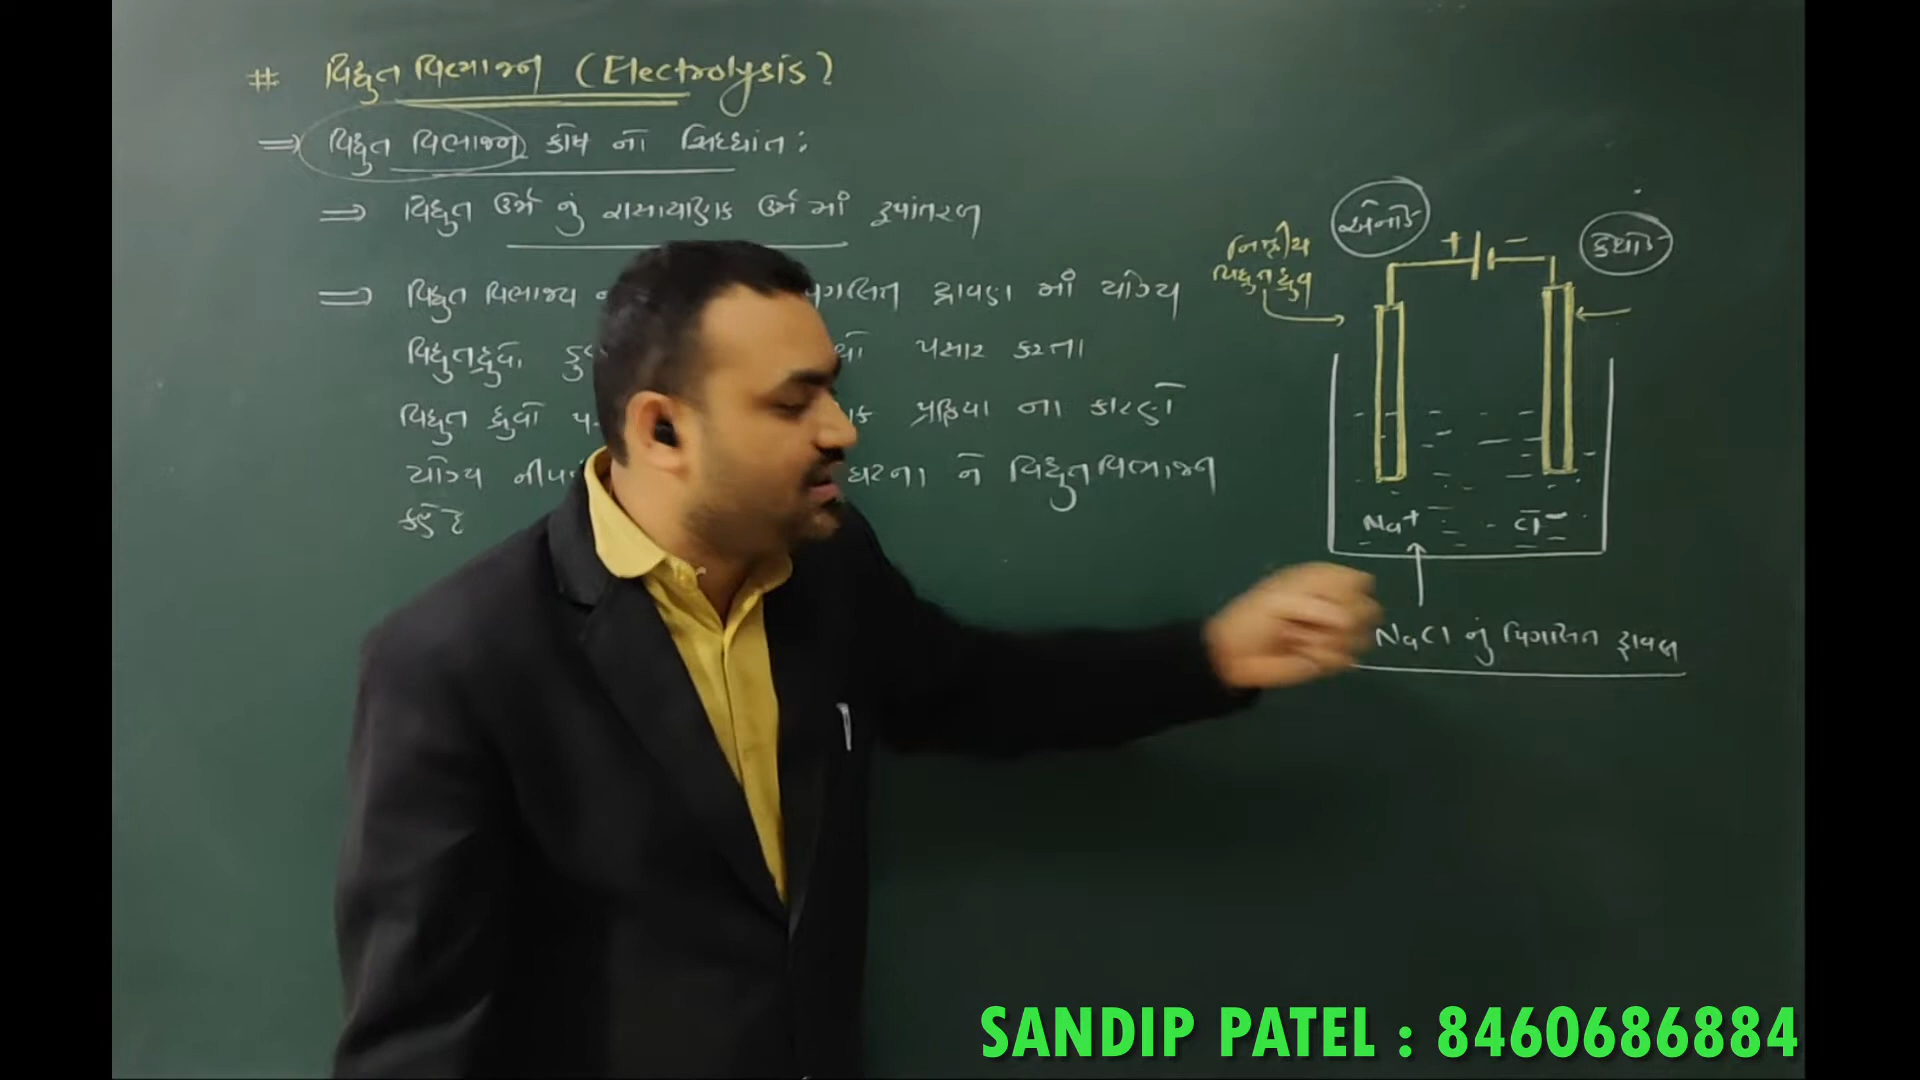 # વિદ્યુત વિભાજન (Electrolysis)
⇒ વિદ્યુત વિભાજન કોષ નો સિધ્ધાંત:
⇒ વિદ્યુત ઉર્જા નું રાસાયણિક ઉર્જા માં રૂપાંતરણ
⇒ વિદ્યુત વિભાજ્ય પીગલિત દ્રાવણ માં યોગ્ય
વિદ્યુતધ્રુવો પસાર કરતા
વિદ્યુત ધ્રુવો પ્રક્રિયા ના કારણે
યોગ્ય ઘટના ને વિદ્યુતવિભાજન
કહે છે
એનોડ
+ −
કેથોડ
નિષ્ક્રીય
વિદ્યુતધ્રુવ
Na+ Cl−
NaCl નું પિગલિત દ્રાવણ
SANDIP PATEL : 8460686884